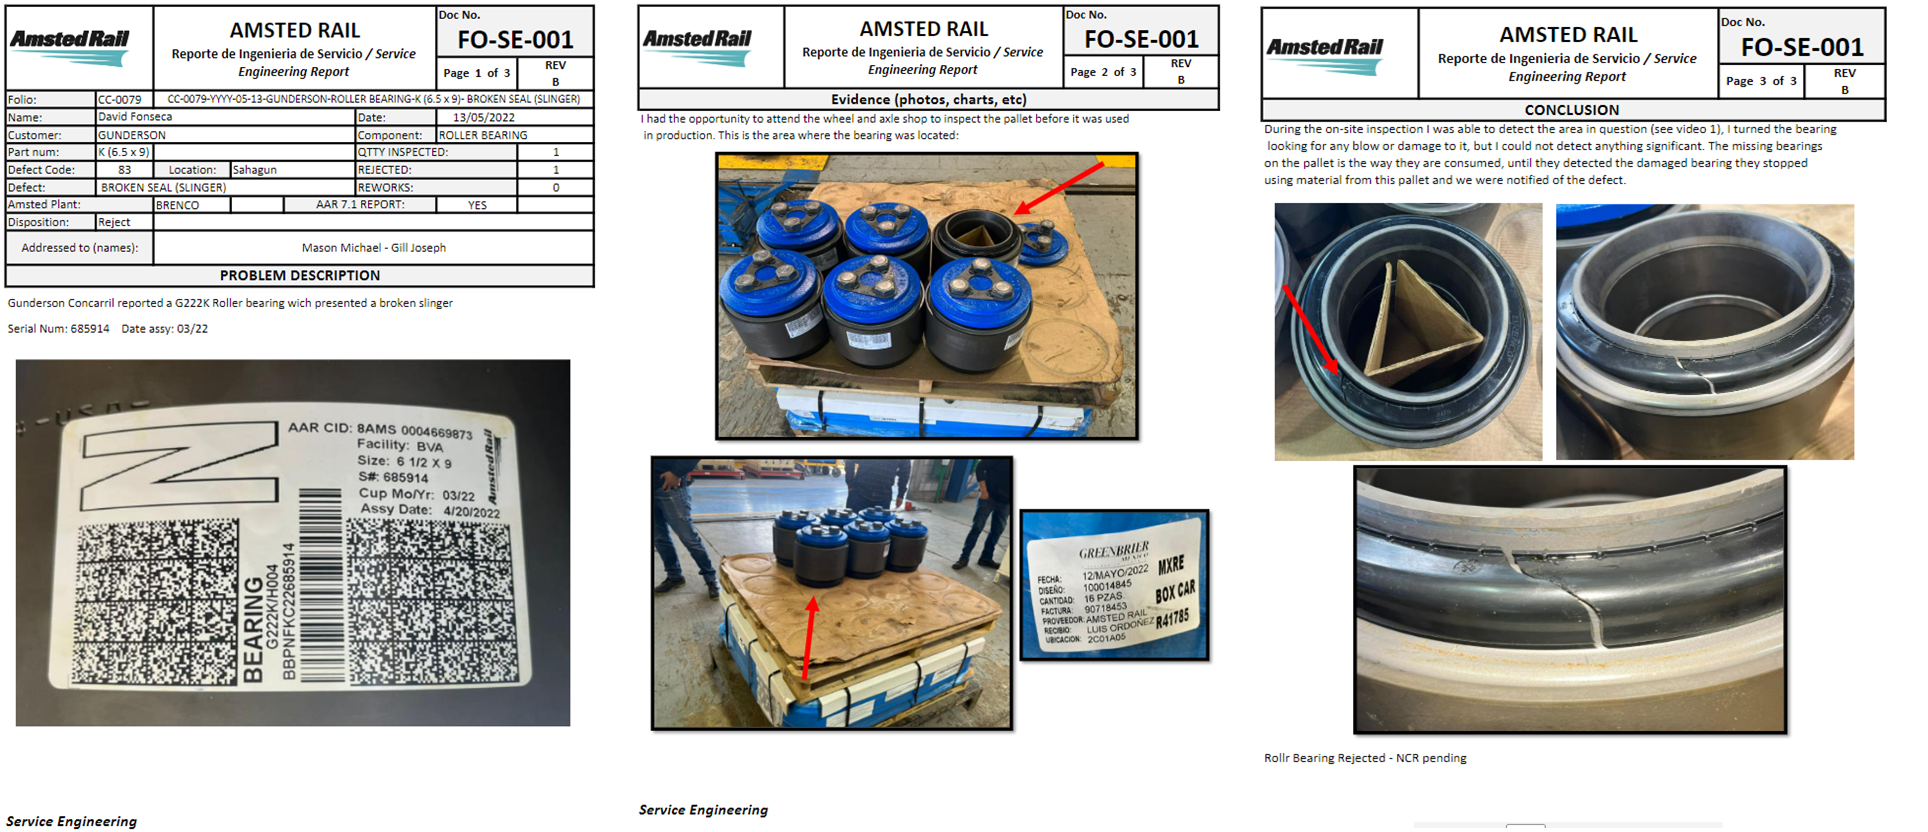 Amsted Rail
AMSTED RAIL
Reporte de Ingenieria de Servicio / Service
Engineering Report
Doc No.
FO-SE-001
Page 1 of 3
REV
B
Folio: CC-0079 CC-0079-YYYY-05-13-GUNDERSON-ROLLER BEARING-K (6.5 x 9)- BROKEN SEAL (SLINGER)
Name: David Fonseca Date: 13/05/2022
Customer: GUNDERSON Component: ROLLER BEARING
Part num: K (6.5 x 9) QTTY INSPECTED: 1
Defect Code: 83 Location: Sahagun REJECTED: 1
Defect: BROKEN SEAL (SLINGER) REWORKS: 0
Amsted Plant: BRENCO AAR 7.1 REPORT: YES
Disposition: Reject
Addressed to (names): Mason Michael - Gill Joseph
PROBLEM DESCRIPTION
Gunderson Concarril reported a G222K Roller bearing wich presented a broken slinger
Serial Num: 685914 Date assy: 03/22
N
AAR CID: 8AMS 0004669873
Facility: BVA
Size: 6 1/2 X 9
S#: 685914
Cup Mo/Yr: 03/22
Assy Date: 4/20/2022
Amsted Rail
BEARING
G222K/H004
BBPNFKC22685914
Service Engineering
Amsted Rail
AMSTED RAIL
Reporte de Ingenieria de Servicio / Service
Engineering Report
Doc No.
FO-SE-001
Page 2 of 3
REV
B
Evidence (photos, charts, etc)
I had the opportunity to attend the wheel and axle shop to inspect the pallet before it was used
in production. This is the area where the bearing was located:
GREENBRIER
MEXICO
FECHA: 12/MAYO/2022
DISEÑO: 100014845
CANTIDAD: 16 PZAS.
FACTURA: 90718453
PROVEEDOR: AMSTED RAIL
RECIBIO: LUIS ORDOÑEZ
UBICACION: 2C01A05
MXRE
BOX CAR
R41785
Service Engineering
Amsted Rail
AMSTED RAIL
Reporte de Ingenieria de Servicio / Service
Engineering Report
Doc No.
FO-SE-001
Page 3 of 3
REV
B
CONCLUSION
During the on-site inspection I was able to detect the area in question (see video 1), I turned the bearing
looking for any blow or damage to it, but I could not detect anything significant. The missing bearings
on the pallet is the way they are consumed, until they detected the damaged bearing they stopped
using material from this pallet and we were notified of the defect.
Rollr Bearing Rejected - NCR pending